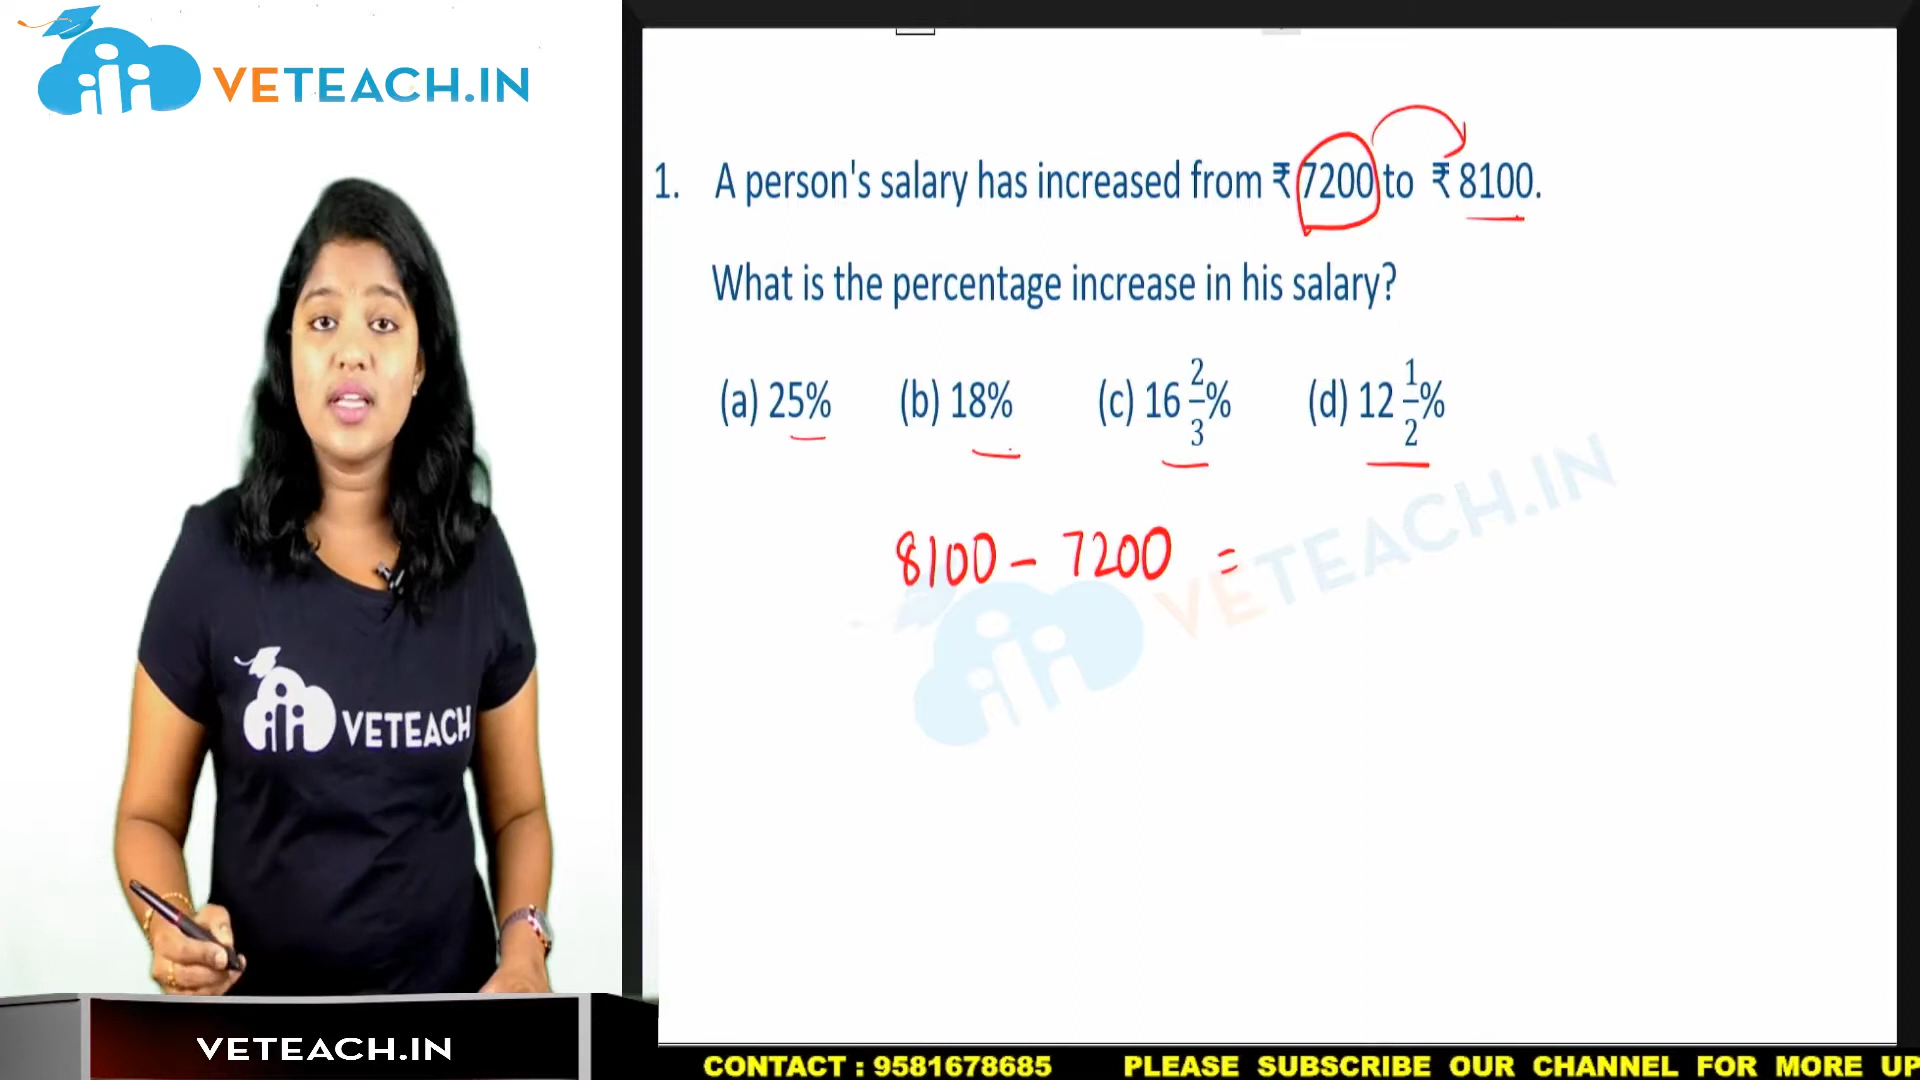 VETEACH.IN
1. A person's salary has increased from ₹ 7200 to ₹ 8100.
What is the percentage increase in his salary?
(a) 25% (b) 18% (c) 16 2/3% (d) 12 1/2%
8100 - 7200 =
VETEACH.IN
VETEACH
VETEACH.IN
CONTACT : 9581678685 PLEASE SUBSCRIBE OUR CHANNEL FOR MORE UP